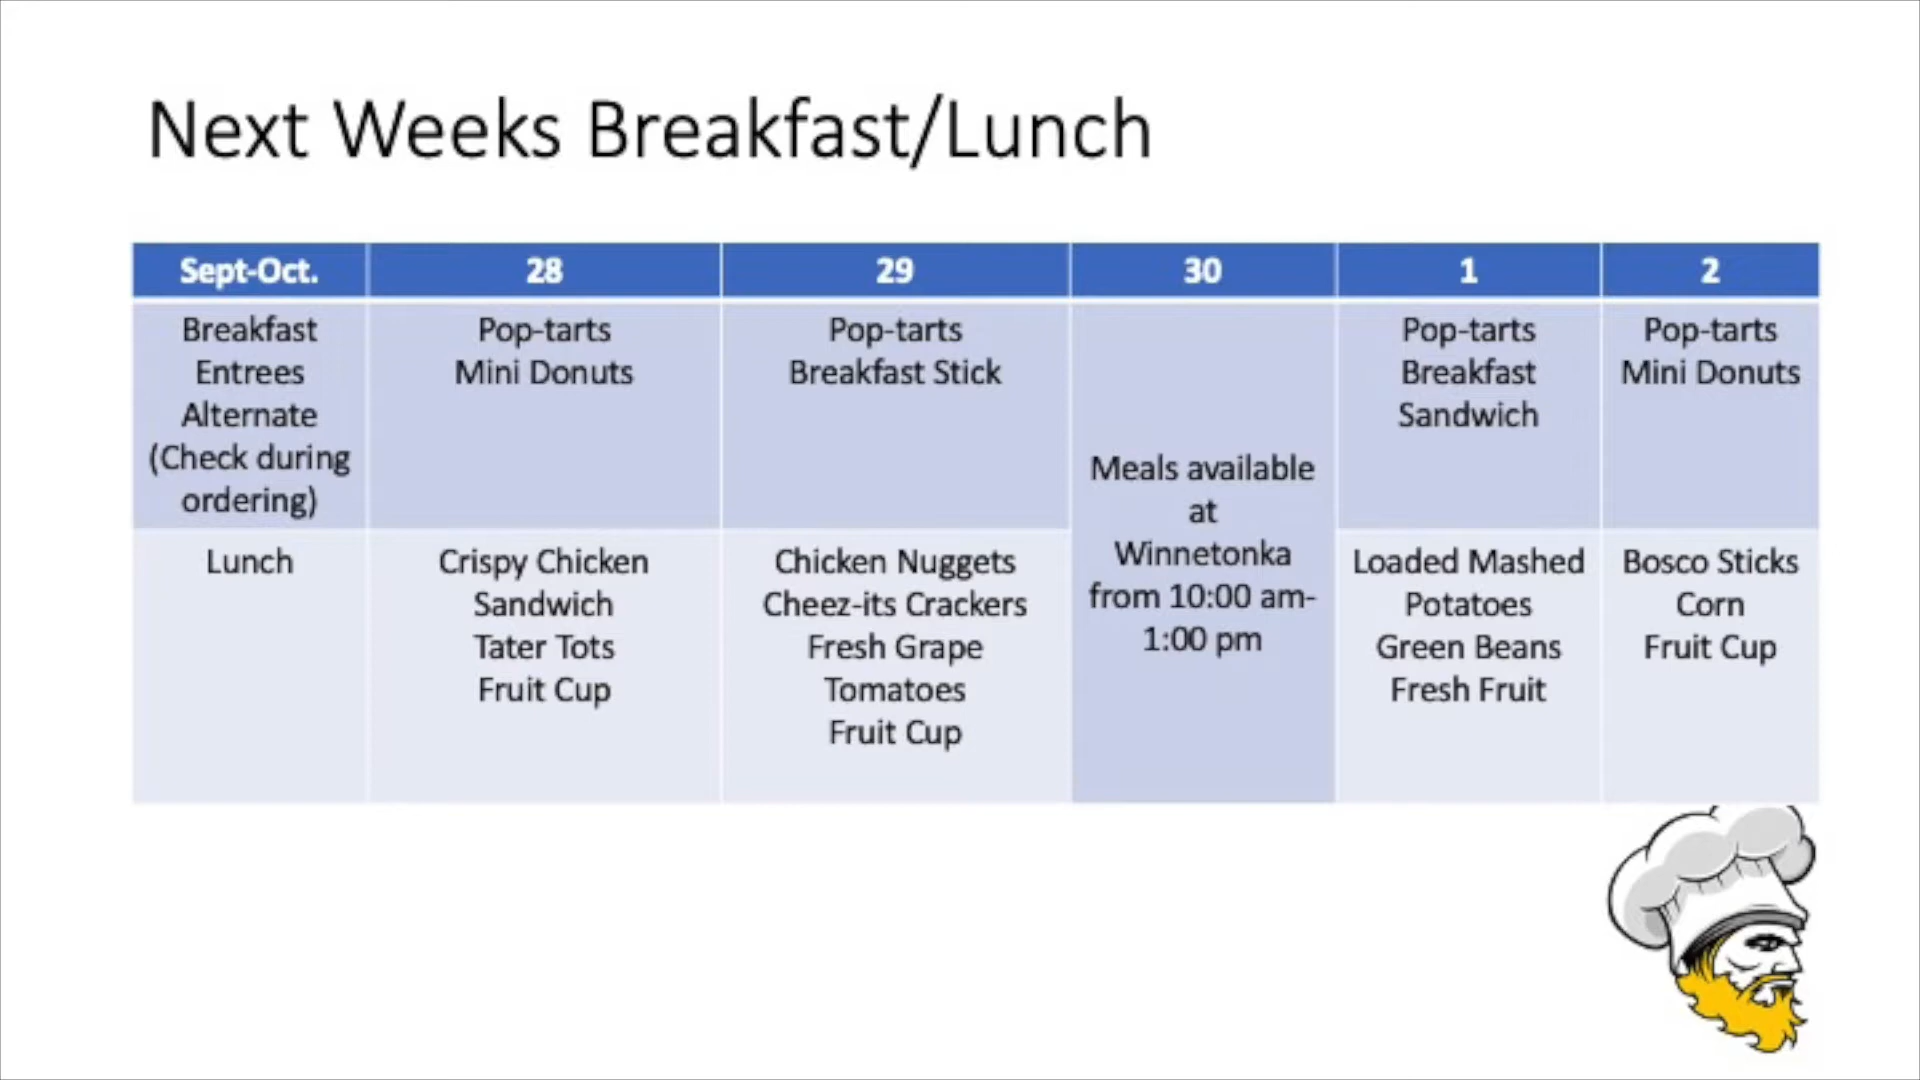 Next Weeks Breakfast/Lunch
Sept-Oct.
28
29
30
1
2
Breakfast
Entrees
Alternate
(Check during
ordering)
Pop-tarts
Mini Donuts
Pop-tarts
Breakfast Stick
Meals available
at
Winnetonka
from 10:00 am-
1:00 pm
Pop-tarts
Breakfast
Sandwich
Pop-tarts
Mini Donuts
Lunch
Crispy Chicken
Sandwich
Tater Tots
Fruit Cup
Chicken Nuggets
Cheez-its Crackers
Fresh Grape
Tomatoes
Fruit Cup
Loaded Mashed
Potatoes
Green Beans
Fresh Fruit
Bosco Sticks
Corn
Fruit Cup